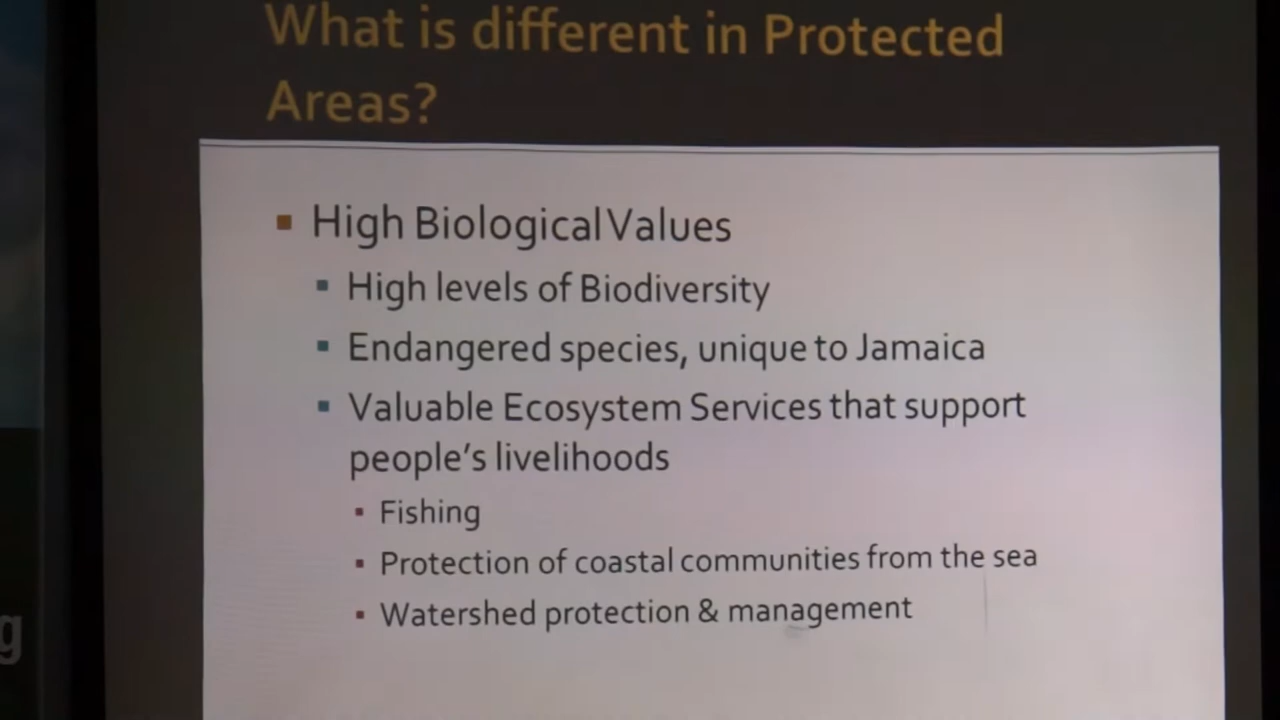 What is different in Protected
Areas?
High Biological Values
High levels of Biodiversity
Endangered species, unique to Jamaica
Valuable Ecosystem Services that support
people's livelihoods
Fishing
Protection of coastal communities from the sea
Watershed protection & management
g